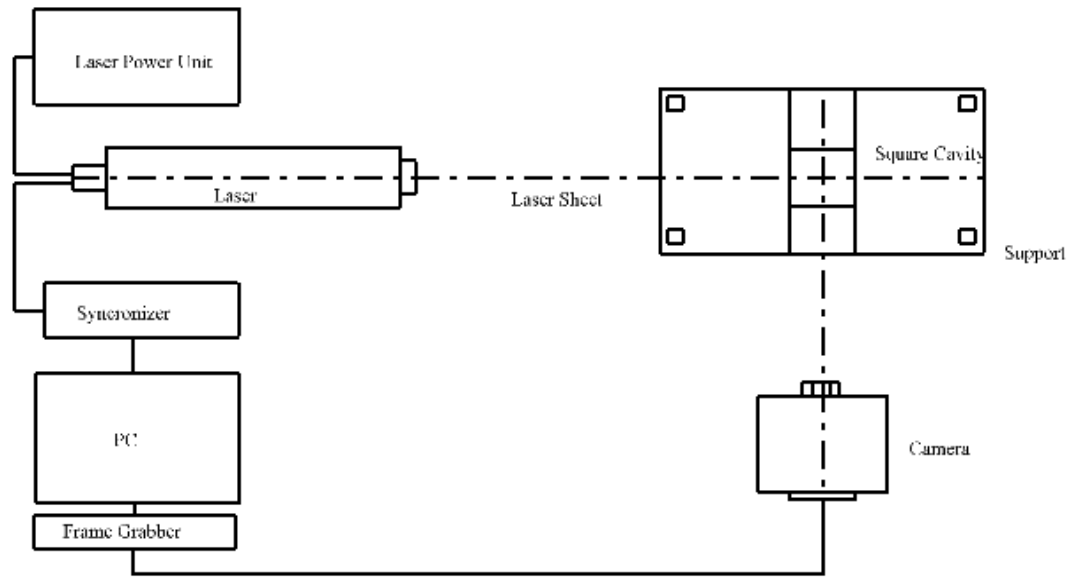 Laser Power Unit
Square Cavity
Laser
Laser Sheet
Support
Syncronizer
PC
Camera
Frame Grabber